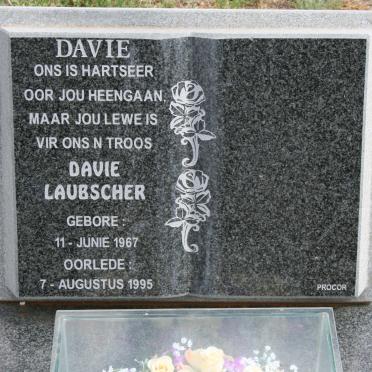 DAVIE
ONS IS HARTSEER
OOR JOU HEENGAAN,
MAAR JOU LEWE IS
VIR ONS N TROOS
DAVIE
LAUBSCHER
GEBORE :
11 - JUNIE 1967
OORLEDE :
7 - AUGUSTUS 1995
PROCOR